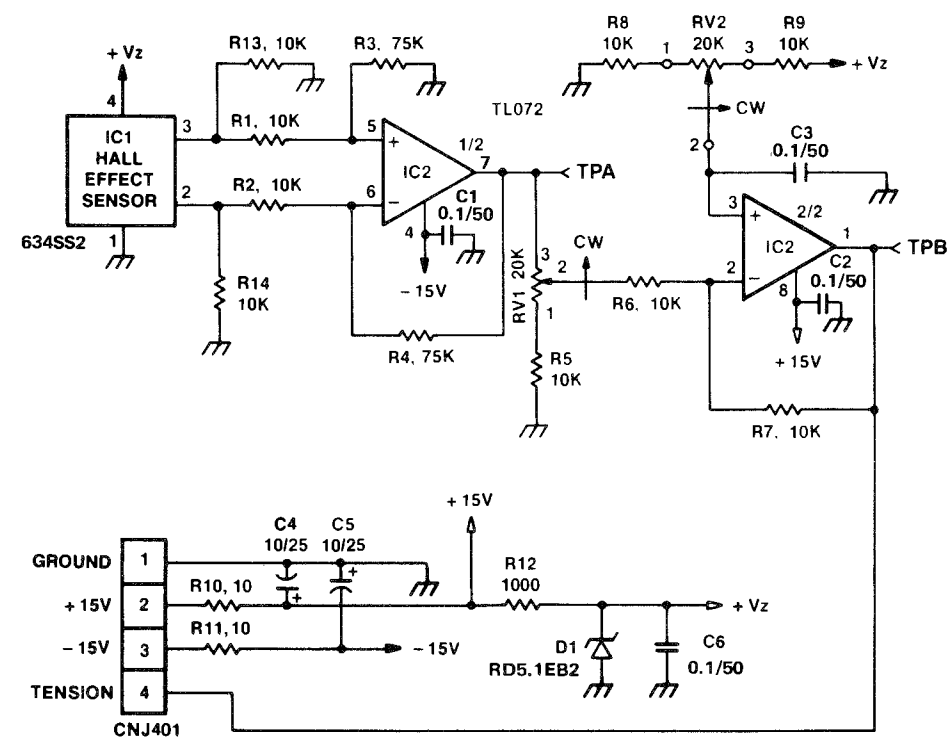 + Vz
4
IC1
HALL
EFFECT
SENSOR
3
2
1
634SS2
R13, 10K
R3, 75K
R1, 10K
R2, 10K
R14
10K
TL072
5
+
6
−
IC2
1/2
7
4
C1
0.1/50
− 15V
R4, 75K
TPA
3
2
1
RV1 20K
CW
R5
10K
R6, 10K
R8
10K
1
RV2
20K
3
R9
10K
+ Vz
CW
2
C3
.0.1/50
3
+
2
−
IC2
2/2
1
8
C2
0.1/50
+ 15V
TPB
R7, 10K
GROUND
1
+ 15V
2
− 15V
3
TENSION
4
CNJ401
C4
10/25
+
C5
10/25
+
R10, 10
R11,10
− 15V
+ 15V
R12
1000
+ Vz
D1
RD5.1EB2
C6
0.1/50